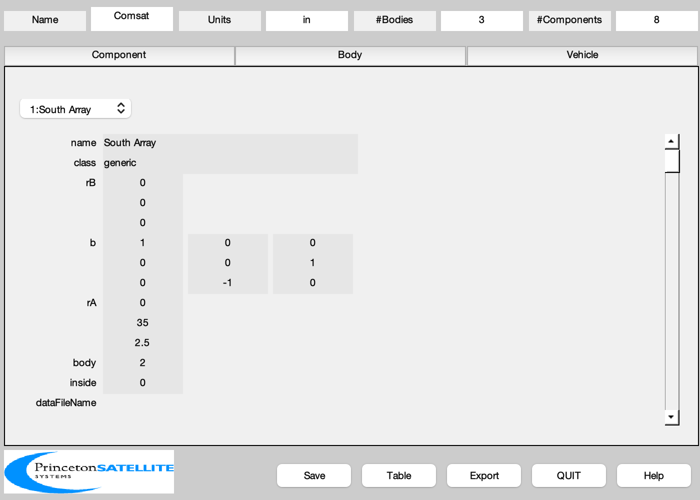 Name Comsat Units in #Bodies 3 #Components 8
Component Body Vehicle
1:South Array
name South Array
class generic
rB 0
0
0
b 1 0 0
0 0 1
0 -1 0
rA 0
35
2.5
body 2
inside 0
dataFileName
PrincetonSATELLITE
SYSTEMS
Save Table Export QUIT Help